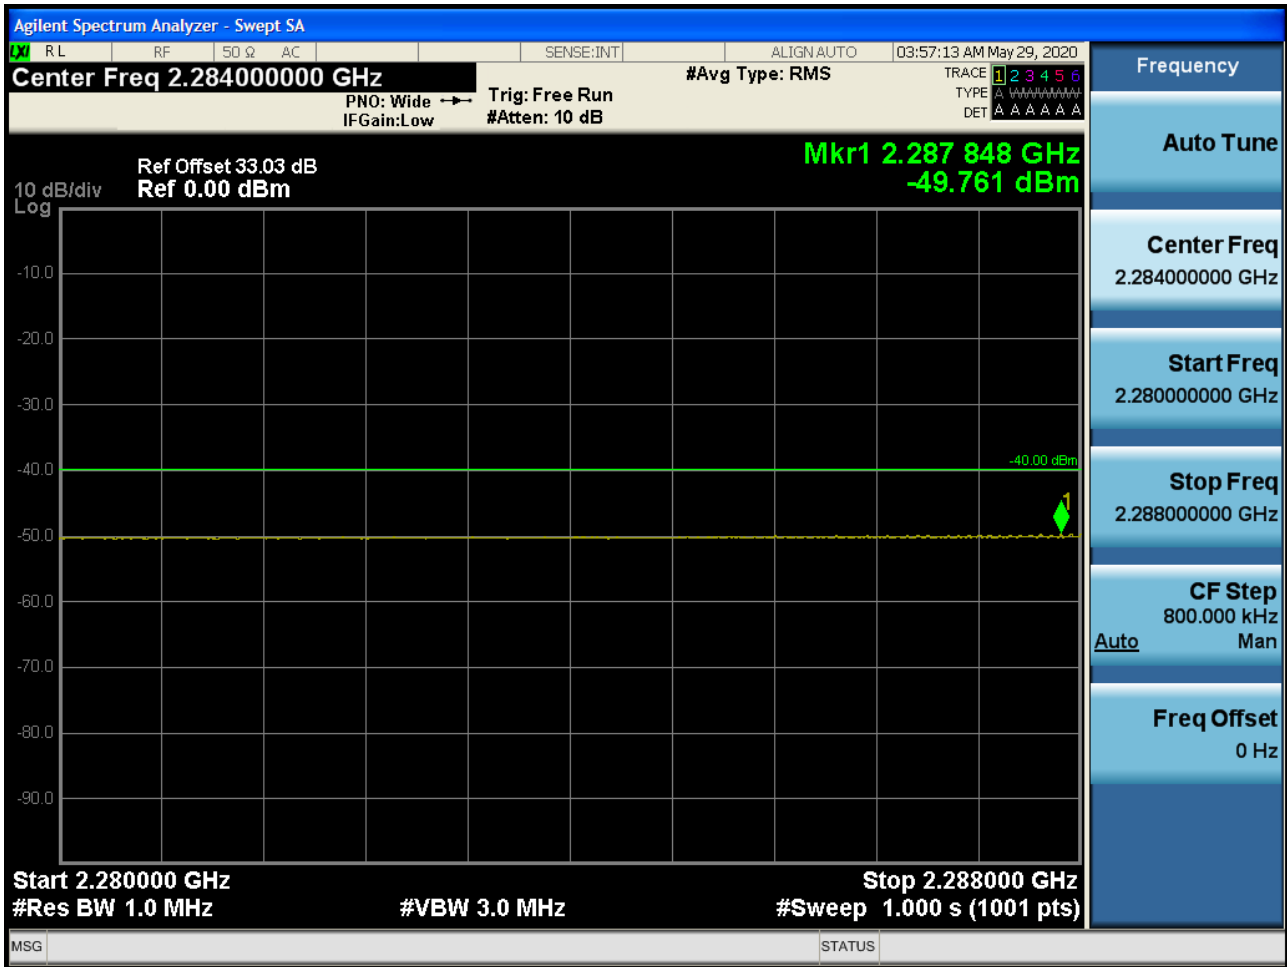 Agilent Spectrum Analyzer - Swept SA
LXI RL RF 50 Ω AC SENSE:INT ALIGN AUTO 03:57:13 AM May 29, 2020
Center Freq 2.284000000 GHz
PNO: Wide
IFGain:Low
Trig: Free Run
#Atten: 10 dB
#Avg Type: RMS
TRACE 1 2 3 4 5 6
TYPE A WWWWWW
DET A A A A A A
Mkr1 2.287 848 GHz
-49.761 dBm
Ref Offset 33.03 dB
10 dB/div Ref 0.00 dBm
Log
-10.0
-20.0
-30.0
-40.0
-40.00 dBm
1
-50.0
-60.0
-70.0
-80.0
-90.0
Start 2.280000 GHz Stop 2.288000 GHz
#Res BW 1.0 MHz #VBW 3.0 MHz #Sweep 1.000 s (1001 pts)
MSG STATUS
Frequency
Auto Tune
Center Freq
2.284000000 GHz
Start Freq
2.280000000 GHz
Stop Freq
2.288000000 GHz
CF Step
800.000 kHz
Auto Man
Freq Offset
0 Hz